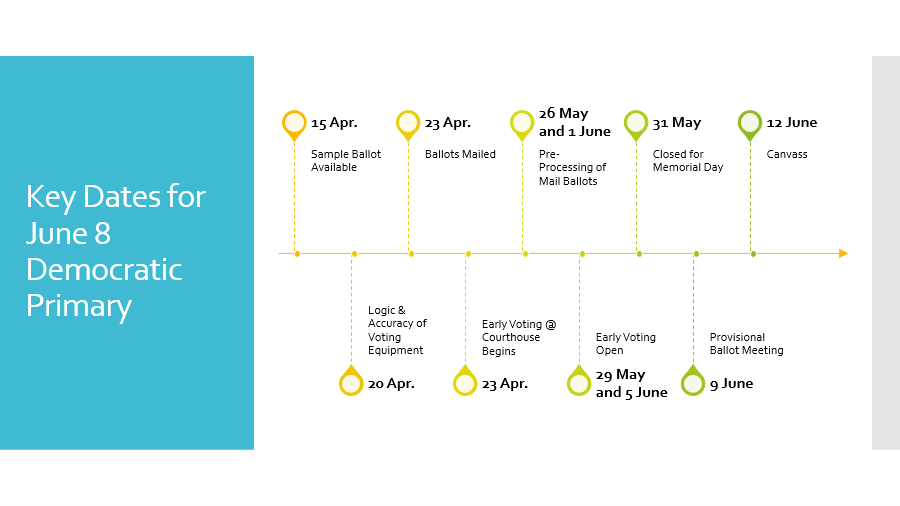 Key Dates for
June 8
Democratic
Primary
15 Apr.
Sample Ballot
Available
23 Apr.
Ballots Mailed
26 May
and 1 June
Pre-
Processing of
Mail Ballots
31 May
Closed for
Memorial Day
12 June
Canvass
Logic &
Accuracy of
Voting
Equipment
20 Apr.
Early Voting @
Courthouse
Begins
23 Apr.
Early Voting
Open
29 May
and 5 June
Provisional
Ballot Meeting
9 June